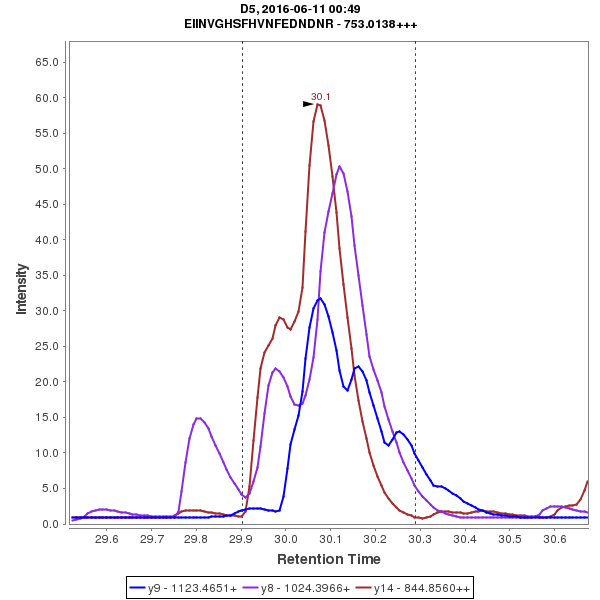 D5, 2016-06-11 00:49
EIINVGHSFHVNFEDNDNR - 753.0138+++
65.0
60.0
55.0
50.0
45.0
40.0
35.0
30.0
25.0
20.0
15.0
10.0
5.0
0.0
Intensity
30.1
29.6 29.7 29.8 29.9 30.0 30.1 30.2 30.3 30.4 30.5 30.6
Retention Time
y9 - 1123.4651+ y8 - 1024.3966+ y14 - 844.8560++